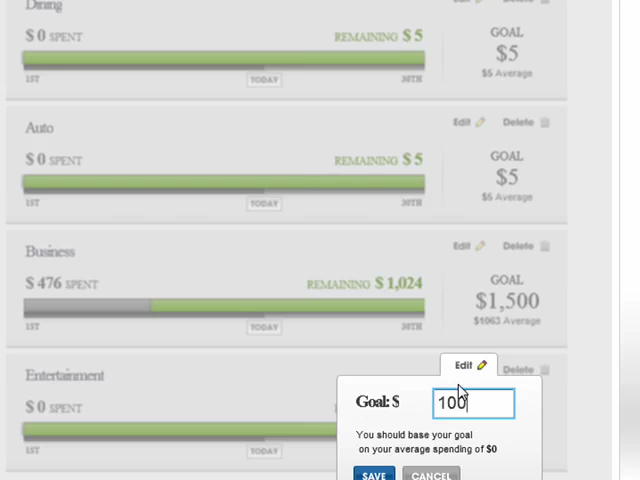 Dining
$ 0 SPENT
REMAINING $ 5
GOAL
$5
$5 Average
1ST
TODAY
30TH
Auto
Edit
Delete
$ 0 SPENT
REMAINING $ 5
GOAL
$5
$5 Average
1ST
TODAY
30TH
Business
Edit
Delete
$ 476 SPENT
REMAINING $ 1,024
GOAL
$1,500
$1063 Average
1ST
TODAY
30TH
Entertainment
Edit
Delete
$ 0 SPENT
Goal: $ 100
You should base your goal
on your average spending of $0
1ST
TODAY
SAVE
CANCEL